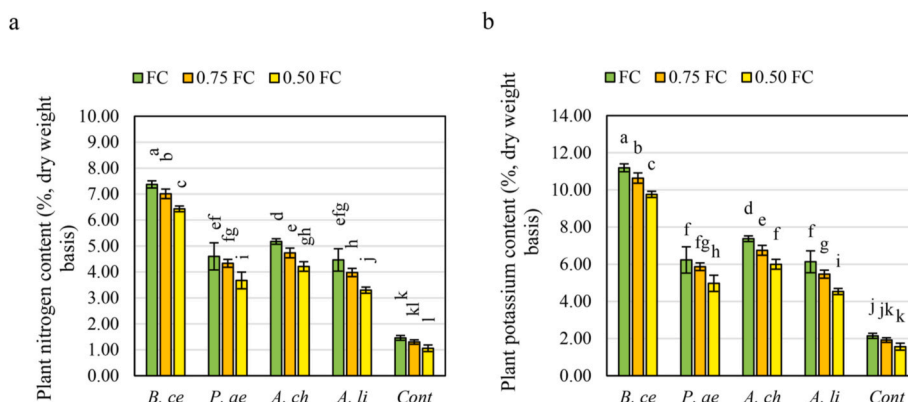 a
FC 0.75 FC 0.50 FC
Plant nitrogen content (%, dry weight
basis)
10.00
9.00
8.00
7.00
6.00
5.00
4.00
3.00
2.00
1.00
0.00
a b c
ef fg i
d e gh
efg h j
k kl l
B. ce P. ae A. ch A. li Cont
b
FC 0.75 FC 0.50 FC
Plant potassium content (%, dry weight
basis)
14.00
12.00
10.00
8.00
6.00
4.00
2.00
0.00
a b c
f fg h
d e f
f g i
j jk k
B. ce P. ae A. ch A. li Cont